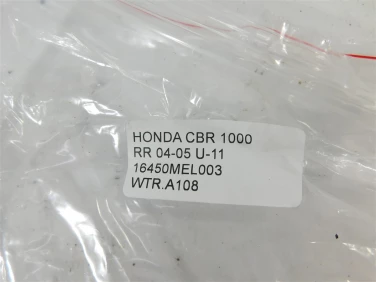 HONDA CBR 1000
RR 04-05 U-11
16450MEL003
WTR.A108